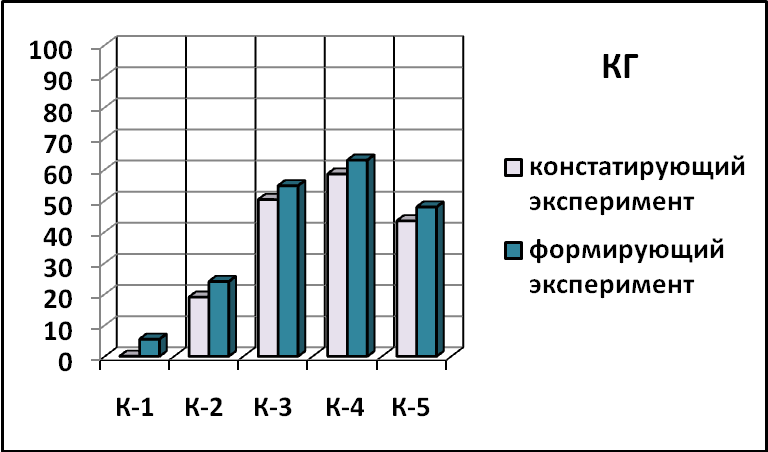 КГ
100
90
80
70
60
50
40
30
20
10
0
К-1 К-2 К-3 К-4 К-5
констатирующий
эксперимент
формирующий
эксперимент